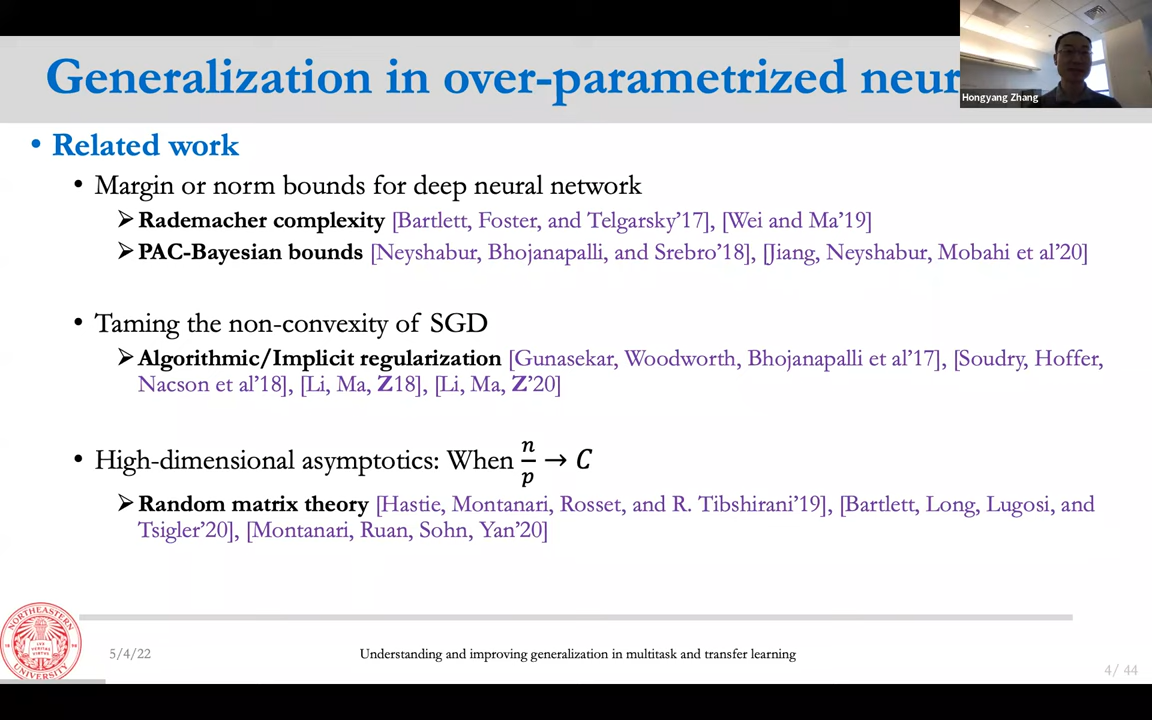 Generalization in over-parametrized neur
Hongyang Zhang
• Related work
• Margin or norm bounds for deep neural network
➢ Rademacher complexity [Bartlett, Foster, and Telgarsky’17], [Wei and Ma’19]
➢ PAC-Bayesian bounds [Neyshabur, Bhojanapalli, and Srebro’18], [Jiang, Neyshabur, Mobahi et al’20]
• Taming the non-convexity of SGD
➢ Algorithmic/Implicit regularization [Gunasekar, Woodworth, Bhojanapalli et al’17], [Soudry, Hoffer,
Nacson et al’18], [Li, Ma, Z18], [Li, Ma, Z’20]
• High-dimensional asymptotics: When n/p → C
➢ Random matrix theory [Hastie, Montanari, Rosset, and R. Tibshirani’19], [Bartlett, Long, Lugosi, and
Tsigler’20], [Montanari, Ruan, Sohn, Yan’20]
NORTHEASTERN
UNIVERSITY
5/4/22
Understanding and improving generalization in multitask and transfer learning
4/ 44